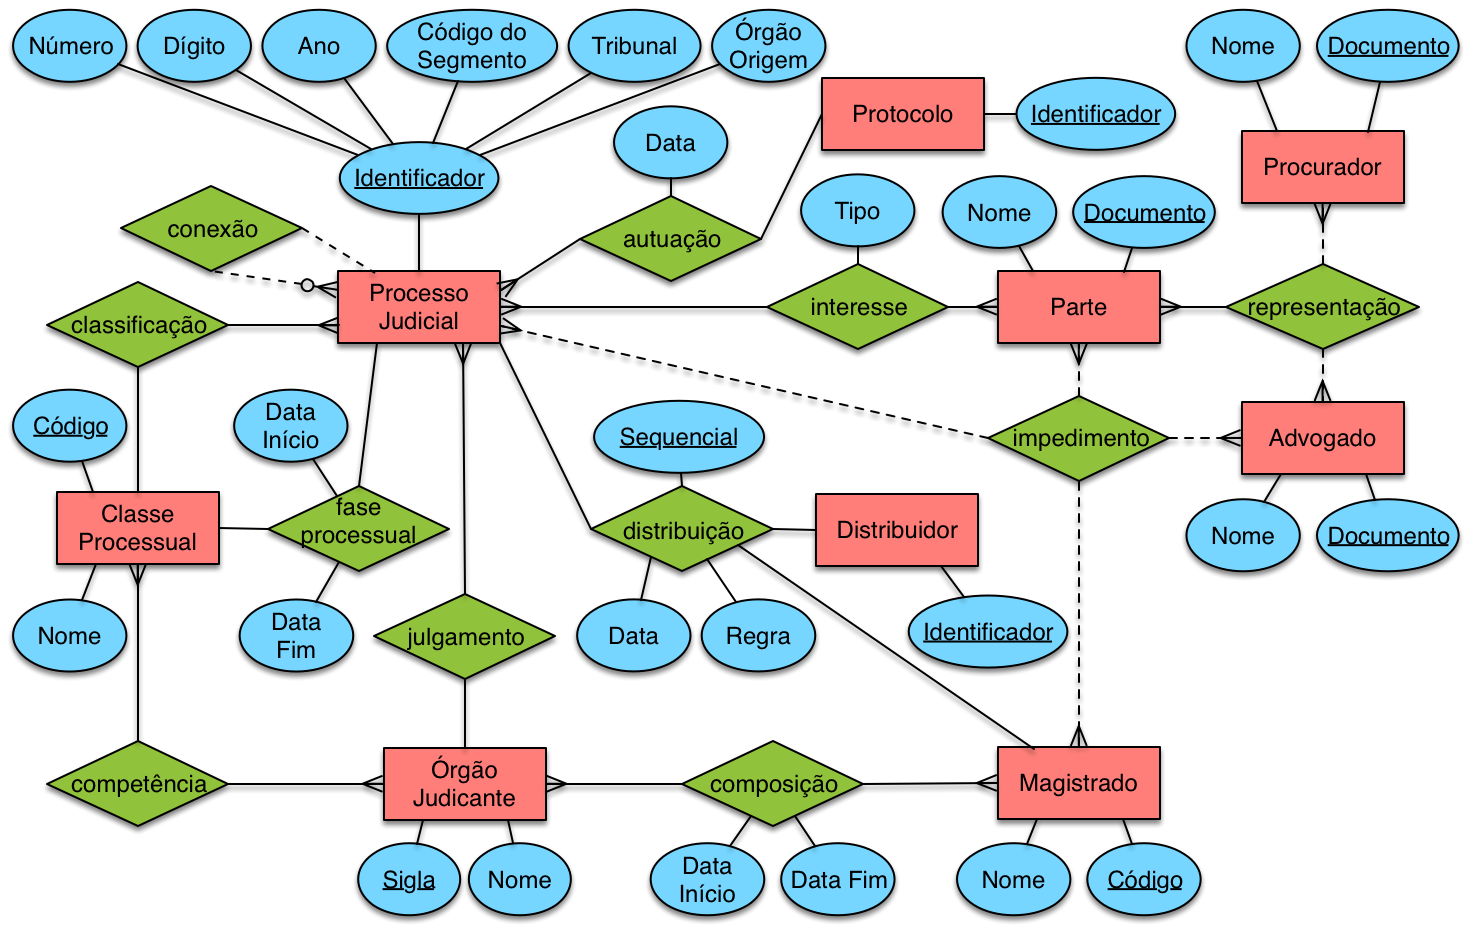 Número
Dígito
Ano
Código do
Segmento
Tribunal
Órgão
Origem
Nome
Documento
Protocolo
Identificador
Data
Procurador
Identificador
conexão
autuação
Tipo
Nome
Documento
Processo
Judicial
interesse
Parte
representação
classificação
Código
Data
Início
Sequencial
impedimento
Advogado
Classe
Processual
fase
processual
distribuição
Distribuidor
Nome
Documento
Nome
Data
Fim
julgamento
Data
Regra
Identificador
competência
Órgão
Judicante
composição
Magistrado
Sigla
Nome
Data
Início
Data Fim
Nome
Código